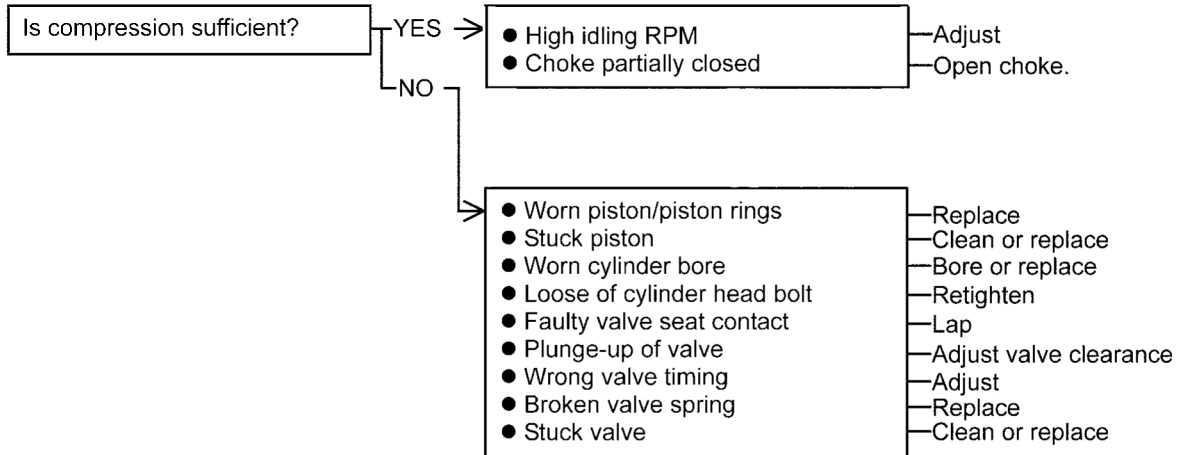 Is compression sufficient?
YES
● High idling RPM
Adjust
● Choke partially closed
Open choke.
NO
● Worn piston/piston rings
Replace
● Stuck piston
Clean or replace
● Worn cylinder bore
Bore or replace
● Loose of cylinder head bolt
Retighten
● Faulty valve seat contact
Lap
● Plunge-up of valve
Adjust valve clearance
● Wrong valve timing
Adjust
● Broken valve spring
Replace
● Stuck valve
Clean or replace